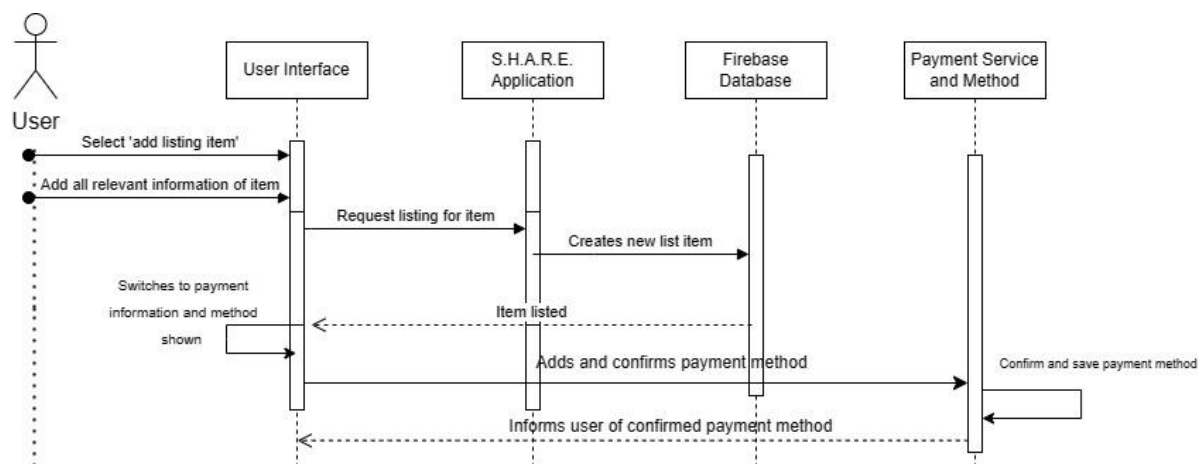 User Interface
S.H.A.R.E.
Application
Firebase
Database
Payment Service
and Method
User
Select 'add listing item'
Add all relevant information of item
Request listing for item
Creates new list item
Switches to payment
information and method
shown
Item listed
Adds and confirms payment method
Confirm and save payment method
Informs user of confirmed payment method